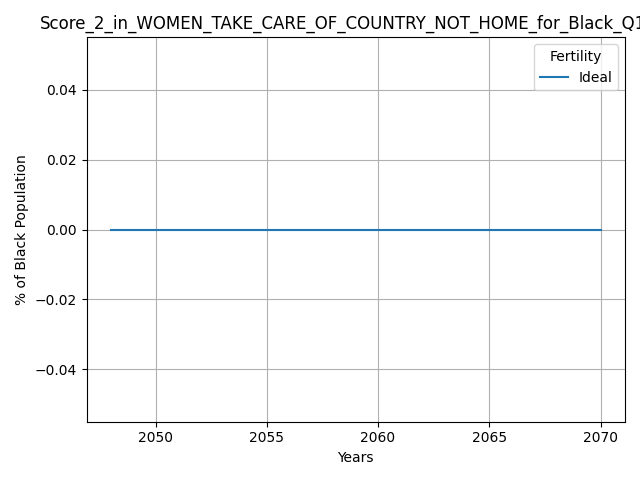 Score_2_in_WOMEN_TAKE_CARE_OF_COUNTRY_NOT_HOME_for_Black_Q1
Fertility
Ideal
% of Black Population
0.04
0.02
0.00
−0.02
−0.04
2050 2055 2060 2065 2070
Years